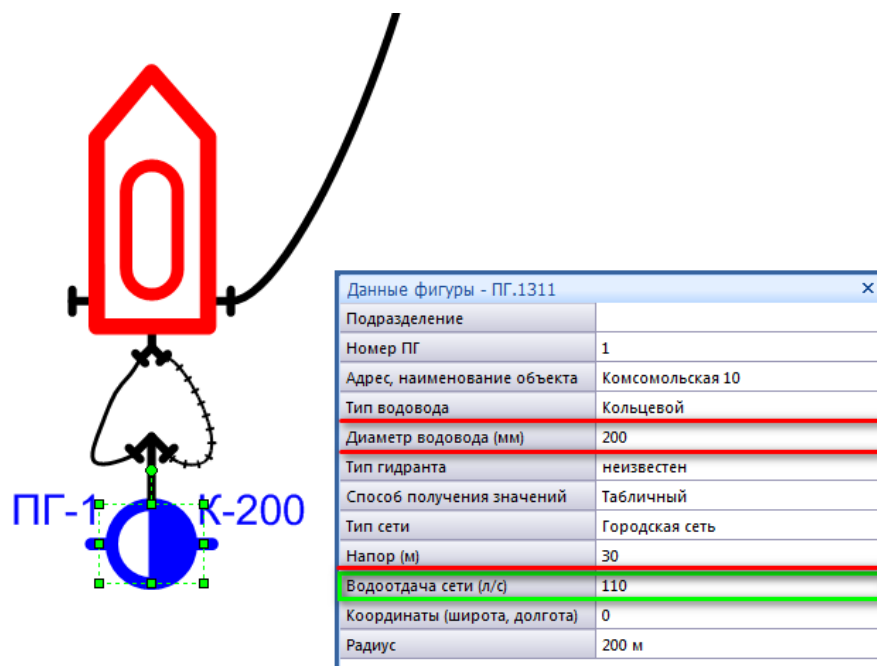 Данные фигуры - ПГ.1311
Подразделение
Номер ПГ 1
Адрес, наименование объекта Комсомольская 10
Тип водовода Кольцевой
Диаметр водовода (мм) 200
Тип гидранта неизвестен
Способ получения значений Табличный
ПГ-1 К-200
Тип сети Городская сеть
Напор (м) 30
Водоотдача сети (л/с) 110
Координаты (широта, долгота) 0
Радиус 200 м